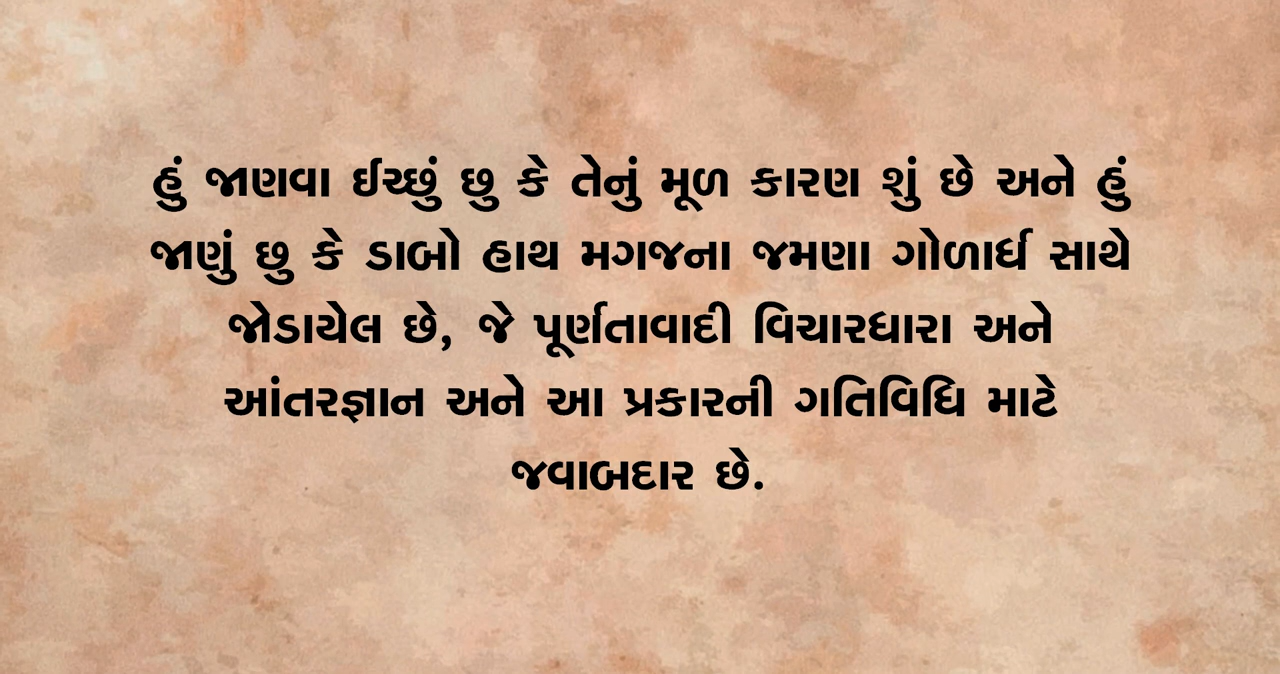 હું જાણવા ઈચ્છું છુ કે તેનું મૂળ કારણ શું છે અને હું
જાણું છુ કે ડાબો હાથ મગજના જમણા ગોળાર્ધ સાથે
જોડાયેલ છે, જે પૂર્ણતાવાદી વિચારધારા અને
આંતરજ્ઞાન અને આ પ્રકારની ગતિવિધિ માટે
જવાબદાર છે.